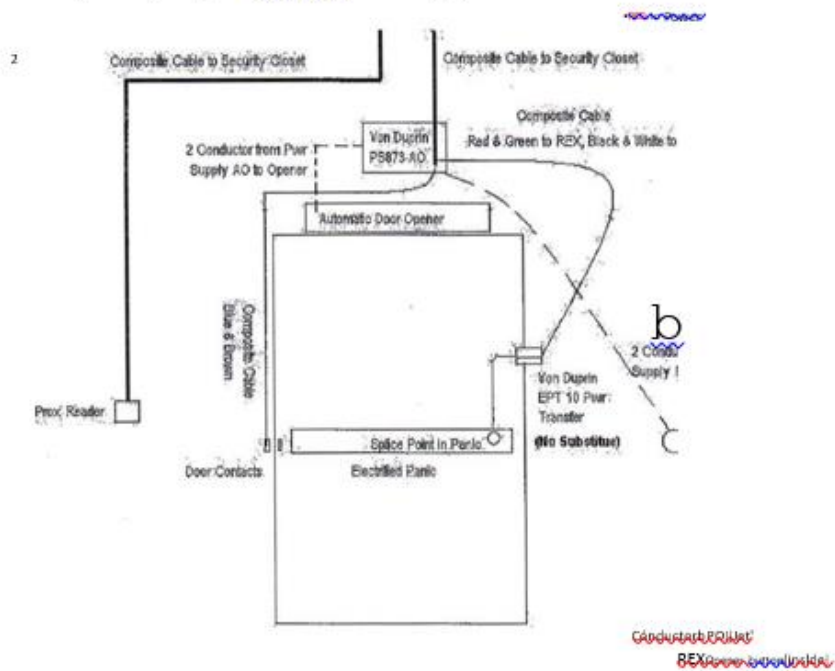 2
Composite Cable to Security Closet
Composite Cable to Security Closet
Composite Cable
Red & Green to REX, Black & White to
Von Duprin
PS873-AO
2 Conductor from Pwr
Supply AO to Opener
Automatic Door Opener
Composite Cable
Blue & Brown
b
2 Condu
Supply
Von Duprin
EPT 10 Pwr
Transfer
(No Substitue)
Prox Reader
Splice Point in Panic
Door Contacts
Electrified Panic
REX